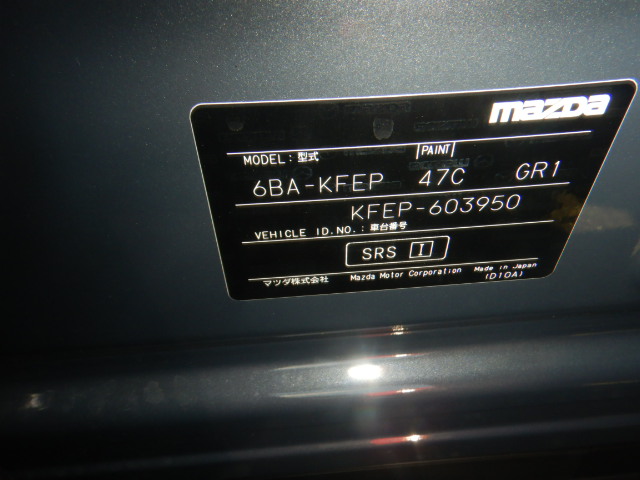 mazda
MODEL : 型式 PAINT
6BA-KFEP 47C GR1
KFEP-603950
VEHICLE ID.NO. : 車台番号
SRS I
マツダ株式会社 Mazda Motor Corporation Made in Japan
(D10A)